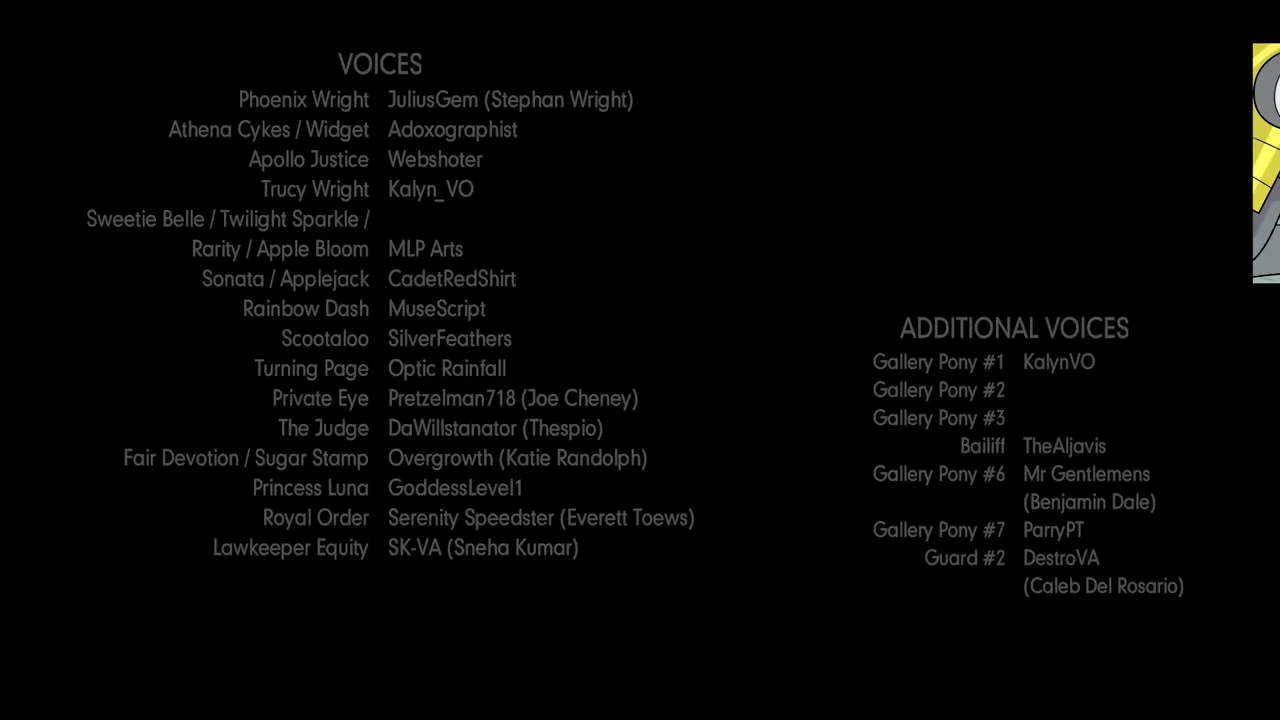 VOICES
Phoenix Wright JuliusGem (Stephan Wright)
Athena Cykes / Widget Adoxographist
Apollo Justice Webshoter
Trucy Wright Kalyn_VO
Sweetie Belle / Twilight Sparkle /
Rarity / Apple Bloom MLP Arts
Sonata / Applejack CadetRedShirt
Rainbow Dash MuseScript
Scootaloo SilverFeathers
Turning Page Optic Rainfall
Private Eye Pretzelman718 (Joe Cheney)
The Judge DaWillstanator (Thespio)
Fair Devotion / Sugar Stamp Overgrowth (Katie Randolph)
Princess Luna GoddessLevel1
Royal Order Serenity Speedster (Everett Toews)
Lawkeeper Equity SK-VA (Sneha Kumar)
ADDITIONAL VOICES
Gallery Pony #1 KalynVO
Gallery Pony #2
Gallery Pony #3
Bailiff TheAljavis
Gallery Pony #6 Mr Gentlemens
(Benjamin Dale)
Gallery Pony #7 ParryPT
Guard #2 DestroVA
(Caleb Del Rosario)